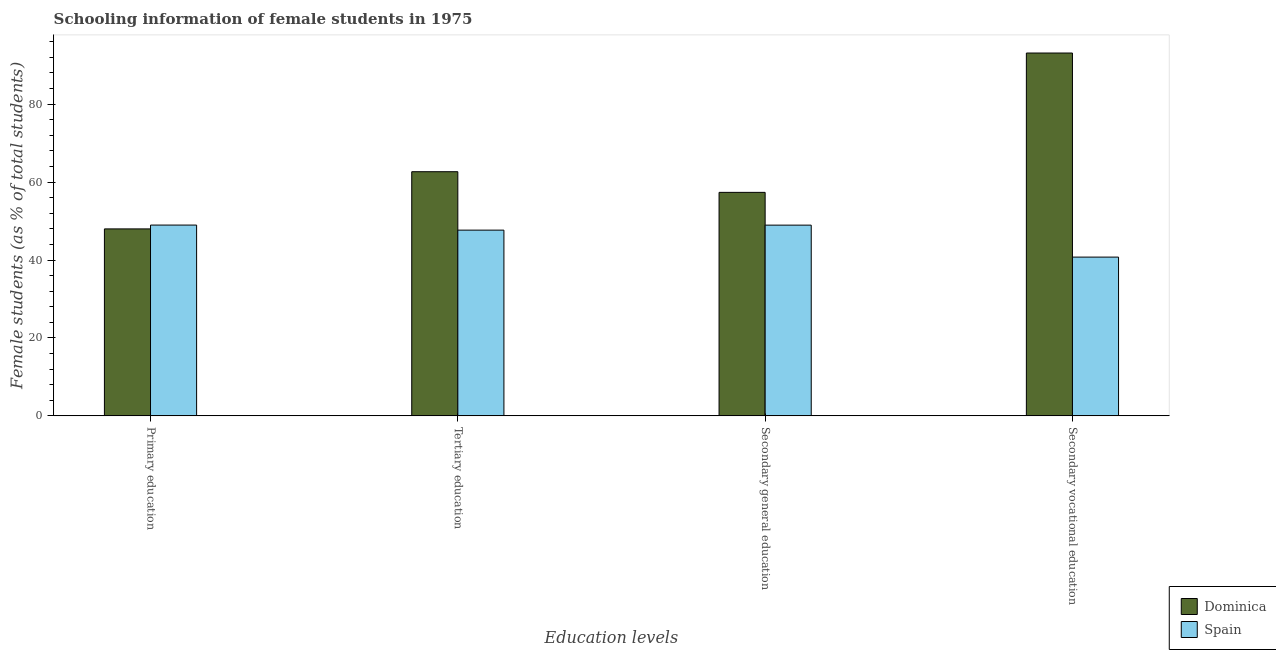 Schooling information of female students in 1975
Female students (as % of total students)
80
60
40
20
0
Primary education
Tertiary education
Secondary general education
Secondary vocational education
Education levels
Dominica
Spain